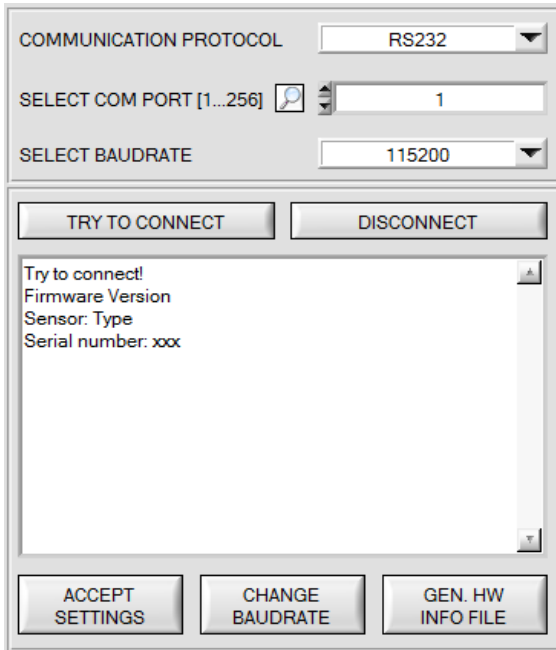 COMMUNICATION PROTOCOL RS232
SELECT COM PORT [1...256] 1
SELECT BAUDRATE 115200
TRY TO CONNECT DISCONNECT
Try to connect!
Firmware Version
Sensor: Type
Serial number: xxx
ACCEPT SETTINGS CHANGE BAUDRATE GEN. HW INFO FILE